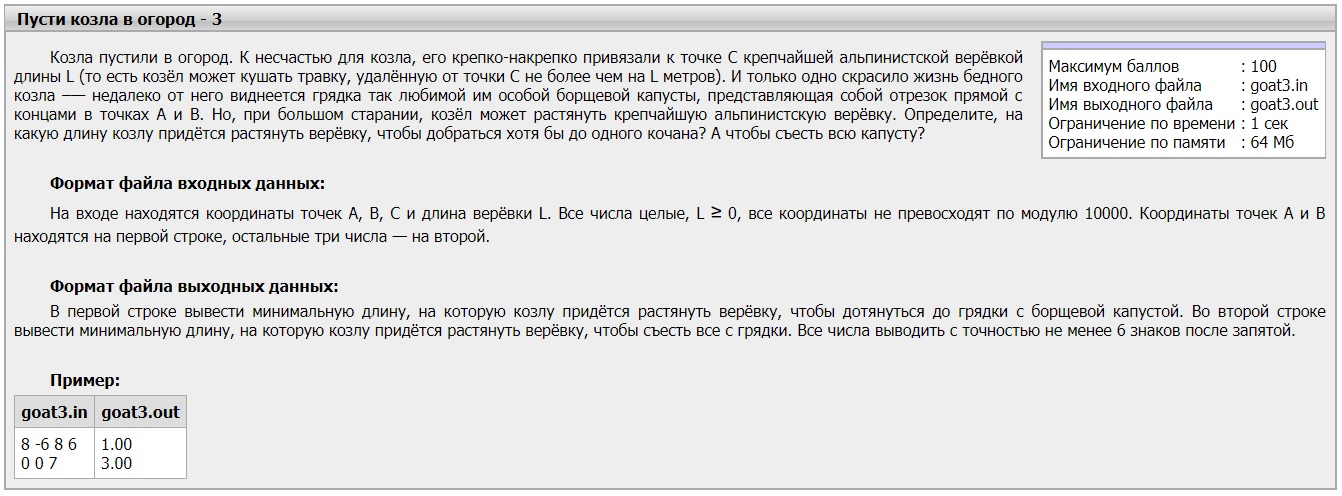 Пусти козла в огород - 3
Козла пустили в огород. К несчастью для козла, его крепко-накрепко привязали к точке C крепчайшей альпинистской верёвкой
длины L (то есть козёл может кушать травку, удалённую от точки C не более чем на L метров). И только одно скрасило жизнь бедного
козла –— недалеко от него виднеется грядка так любимой им особой борщевой капусты, представляющая собой отрезок прямой с
концами в точках A и B. Но, при большом старании, козёл может растянуть крепчайшую альпинистскую верёвку. Определите, на
какую длину козлу придётся растянуть верёвку, чтобы добраться хотя бы до одного кочана? А чтобы съесть всю капусту?
Максимум баллов : 100
Имя входного файла : goat3.in
Имя выходного файла : goat3.out
Ограничение по времени : 1 сек
Ограничение по памяти : 64 Мб
Формат файла входных данных:
На входе находятся координаты точек A, B, C и длина верёвки L. Все числа целые, L ≥ 0, все координаты не превосходят по модулю 10000. Координаты точек A и B
находятся на первой строке, остальные три числа — на второй.
Формат файла выходных данных:
В первой строке вывести минимальную длину, на которую козлу придётся растянуть верёвку, чтобы дотянуться до грядки с борщевой капустой. Во второй строке
вывести минимальную длину, на которую козлу придётся растянуть верёвку, чтобы съесть все с грядки. Все числа выводить с точностью не менее 6 знаков после запятой.
Пример:
goat3.in goat3.out
8 -6 8 6 1.00
0 0 7 3.00